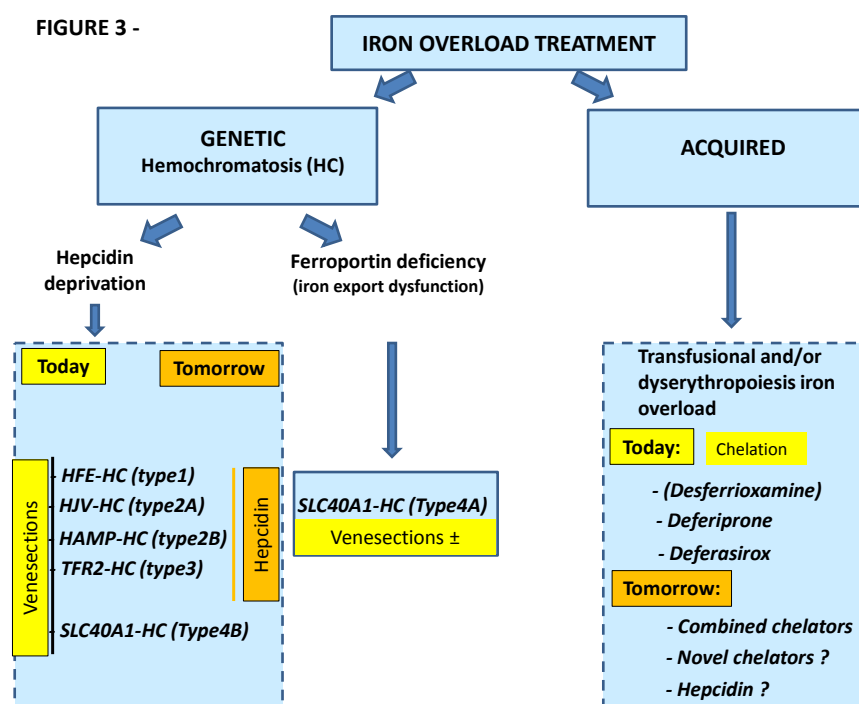 FIGURE 3 -
IRON OVERLOAD TREATMENT
GENETIC
Hemochromatosis (HC)
ACQUIRED
Hepcidin
deprivation
Ferroportin deficiency
(iron export dysfunction)
Today
Tomorrow
Venesections
HFE-HC (type1)
HJV-HC (type2A)
HAMP-HC (type2B)
TFR2-HC (type3)
SLC40A1-HC (Type4B)
Hepcidin
SLC40A1-HC (Type4A)
Venesections ±
Transfusional and/or
dyserythropoiesis iron
overload
Today: Chelation
- (Desferrioxamine)
- Deferiprone
- Deferasirox
Tomorrow:
- Combined chelators
- Novel chelators ?
- Hepcidin ?